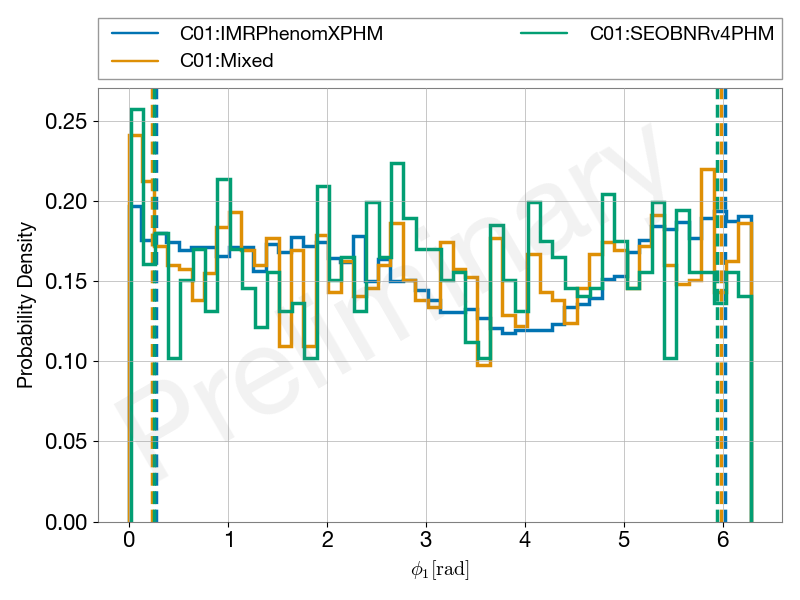 C01:IMRPhenomXPHM
C01:Mixed
C01:SEOBNRv4PHM
Preliminary
Probability Density
0.25
0.20
0.15
0.10
0.05
0.00
0 1 2 3 4 5 6
ϕ₁[rad]